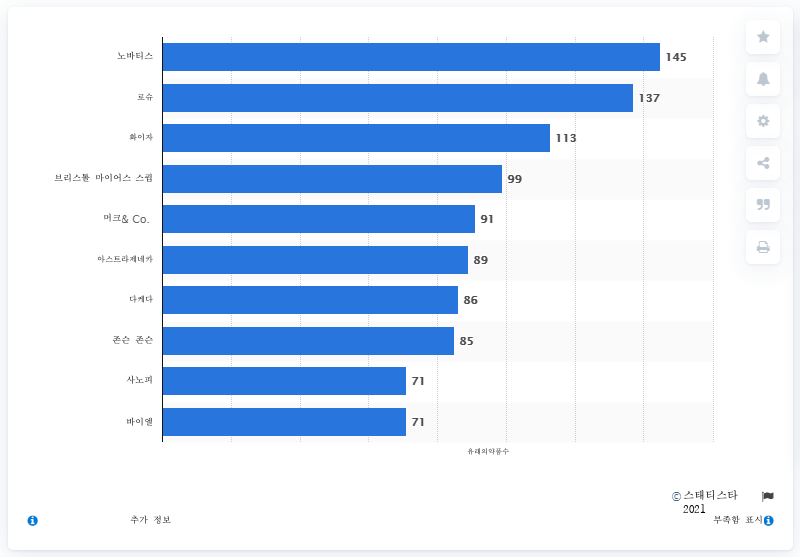 노바티스 145
로슈 137
화이자 113
브리스톨 마이어스 스큅 99
머크& Co. 91
아스트라제네카 89
다케다 86
존슨 존슨 85
사노피 71
바이엘 71
유래의약품수
© 스태티스타
2021
추가 정보
부족함 표시